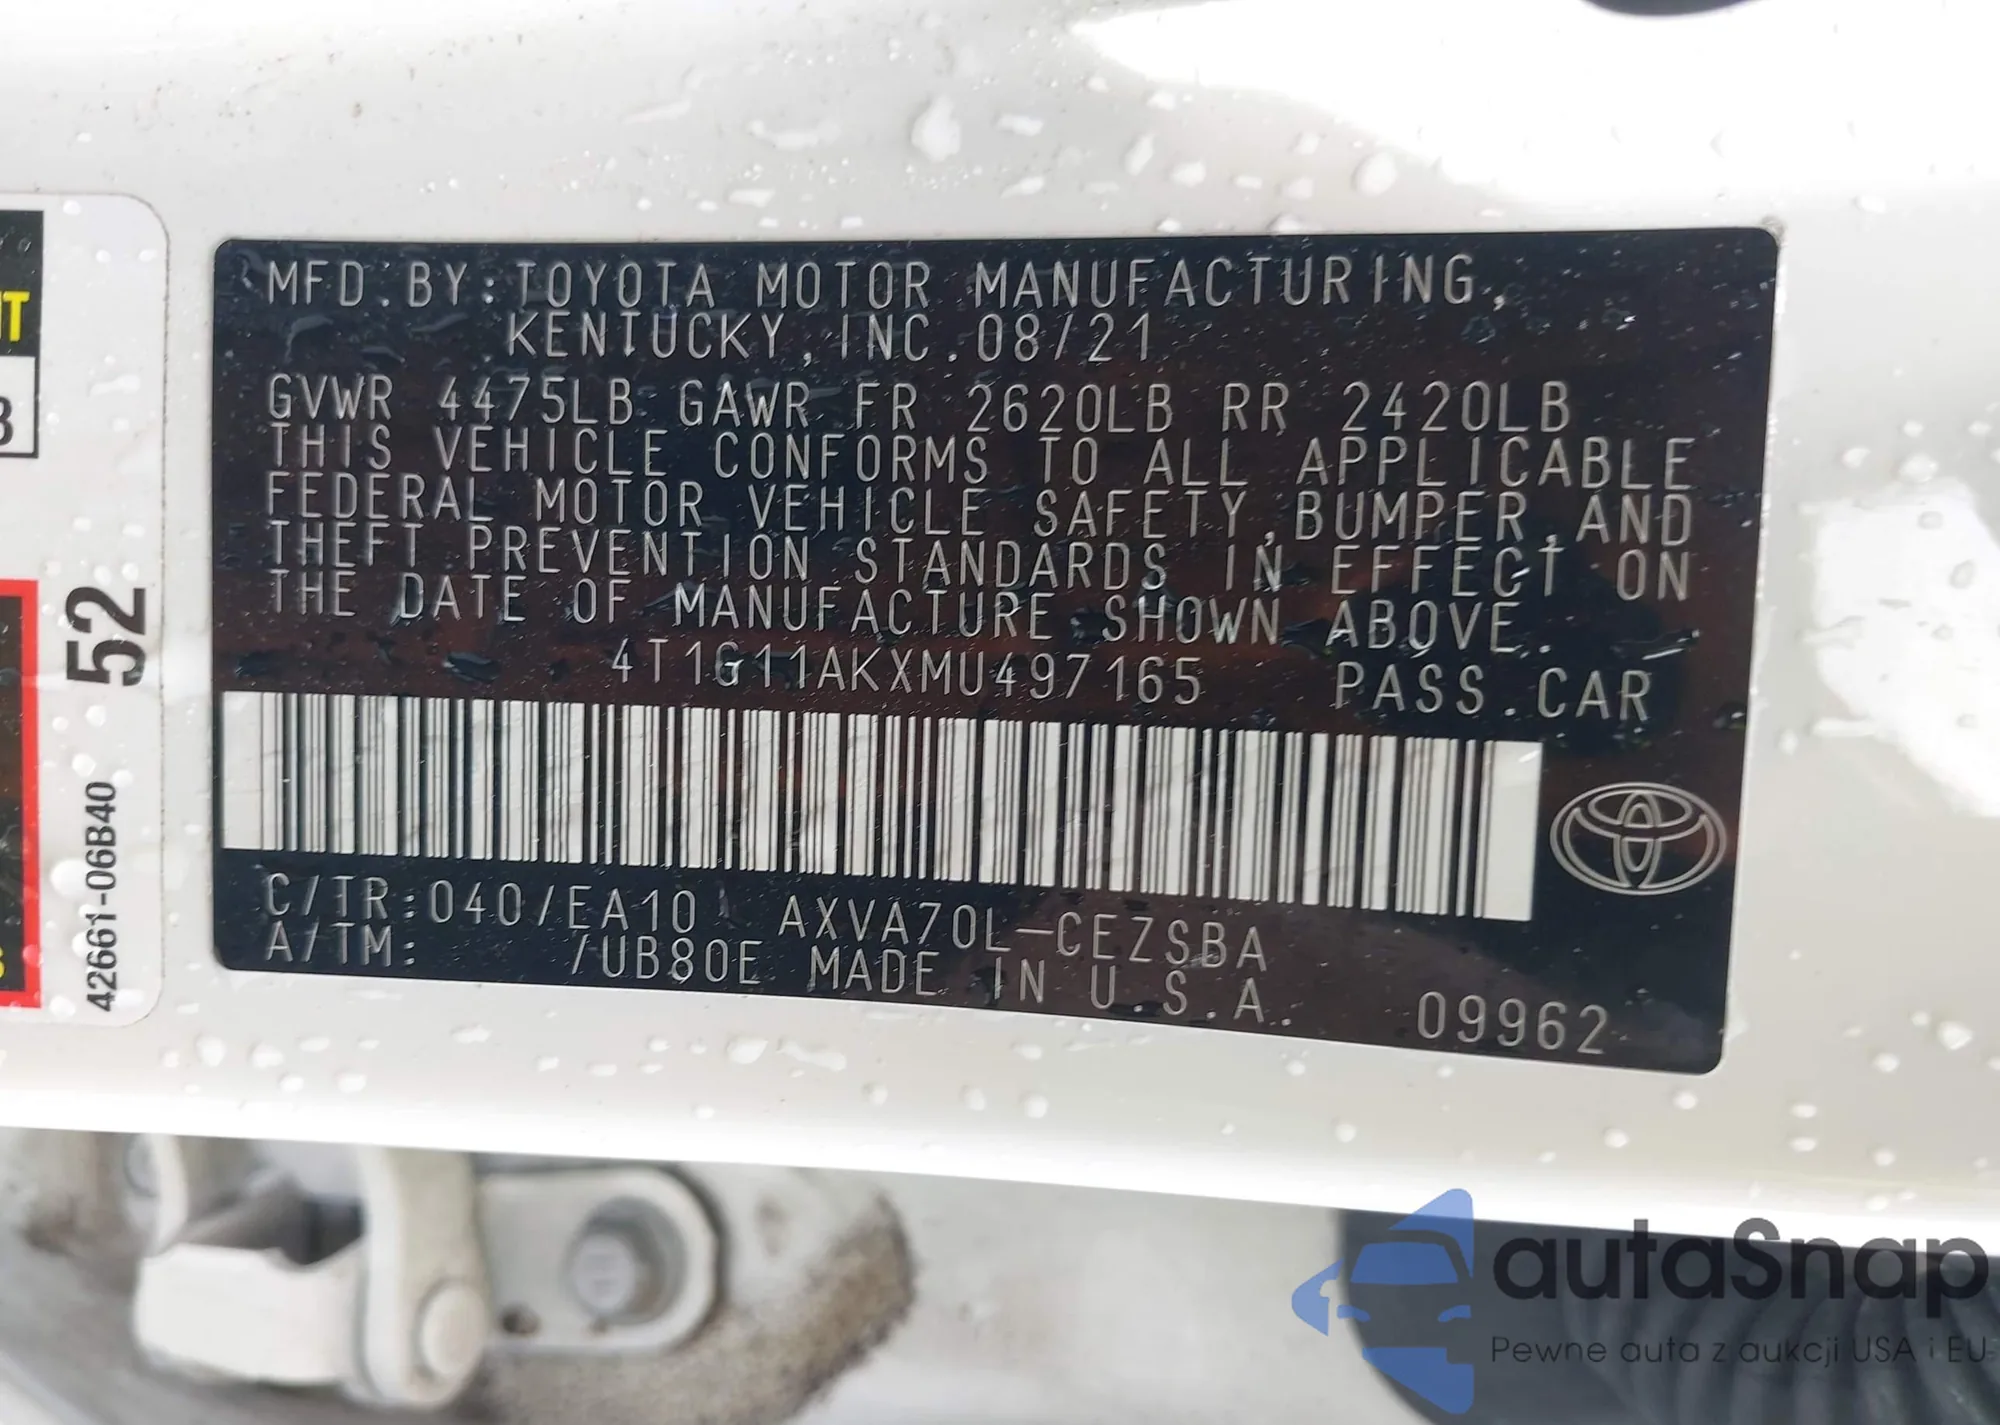 MFD.BY:TOYOTA MOTOR MANUFACTURING,
KENTUCKY,INC.08/21
GVWR 4475LB GAWR FR 2620LB RR 2420LB
THIS VEHICLE CONFORMS TO ALL APPLICABLE
FEDERAL MOTOR VEHICLE SAFETY,BUMPER,AND
THEFT PREVENTION STANDARDS IN EFFECT ON
THE DATE OF MANUFACTURE SHOWN ABOVE.
4T1G11AKXMU497165 PASS.CAR
C/TR:040/EA10 AXVA70L-CEZSBA
A/TM: /UB80E MADE IN U.S.A.
09962
52
42661-06B40
autaSnap
Pewne auta z aukcji USA i EU